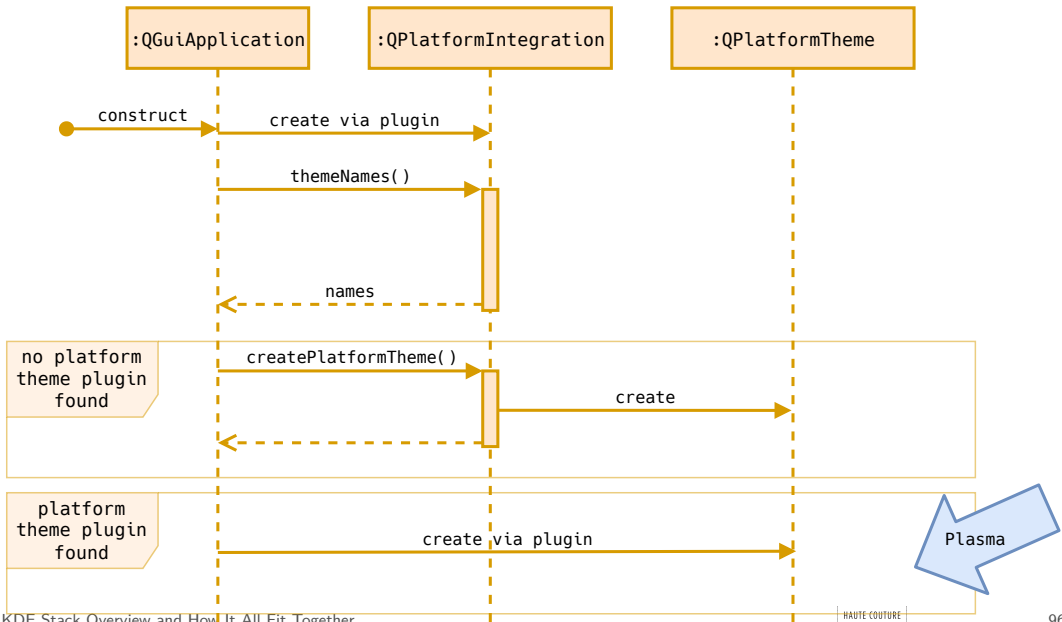 :QGuiApplication
:QPlatformIntegration
:QPlatformTheme
construct
create via plugin
themeNames()
names
no platform
theme plugin
found
createPlatformTheme()
create
platform
theme plugin
found
create via plugin
Plasma
KDE Stack Overview and How It All Fit Together
HAUTE COUTURE
96